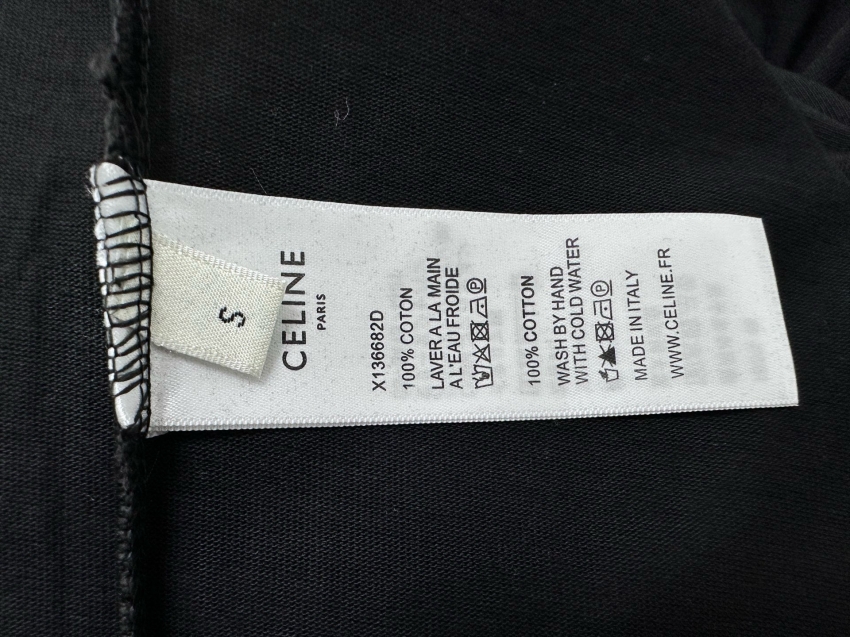 S
CELINE
PARIS
X136682D
100% COTON
LAVER A LA MAIN
A L'EAU FROIDE
100% COTTON
WASH BY HAND
WITH COLD WATER
MADE IN ITALY
WWW.CELINE.FR